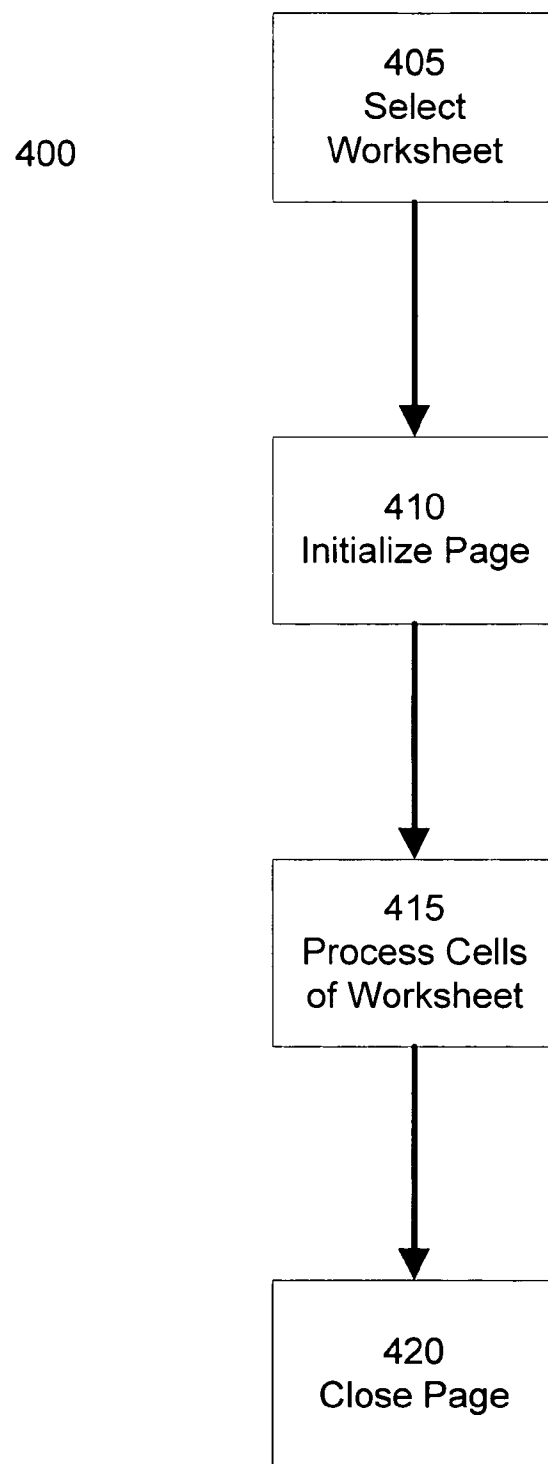 405
Select
Worksheet
400
410
Initialize Page
415
Process Cells
of Worksheet
420
Close Page